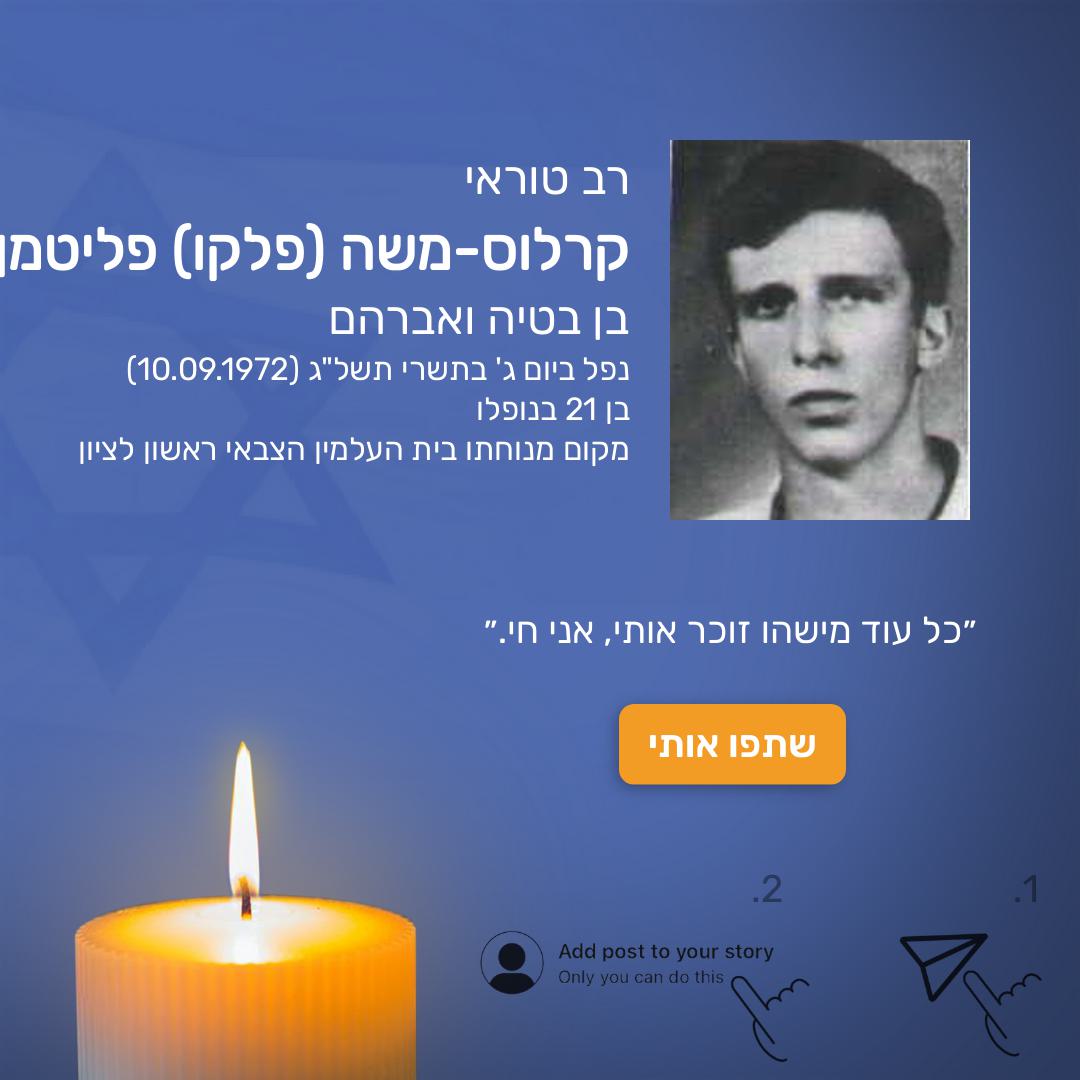 רב טוראי
קרלוס-משה (פלקו) פליטמן
בן בטיה ואברהם
נפל ביום ג' בתשרי תשל"ג (10.09.1972)
בן 21 בנופלו
מקום מנוחתו בית העלמין הצבאי ראשון לציון
״כל עוד מישהו זוכר אותי, אני חי.״
שתפו אותי
1.
2.
Add post to your story
Only you can do this